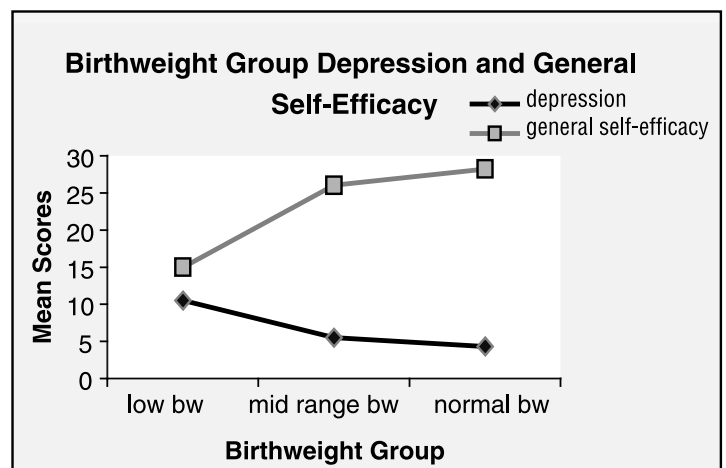 Birthweight Group Depression and General
Self-Efficacy
depression
general self-efficacy
30
25
20
15
10
5
0
Mean Scores
low bw
mid range bw
normal bw
Birthweight Group